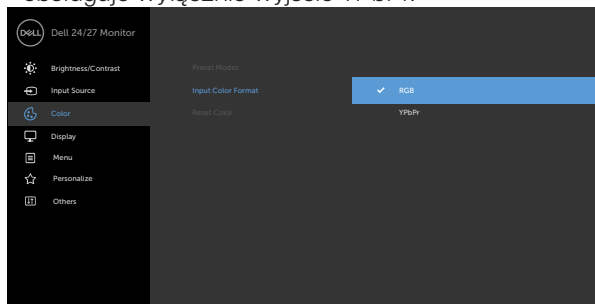 obsługuje wyłącznie wyjście YPbPr.
DELL Dell 24/27 Monitor
Brightness/Contrast Preset Modes
Input Source Input Color Format RGB
Color Reset Color YPbPr
Display
Menu
Personalize
Others